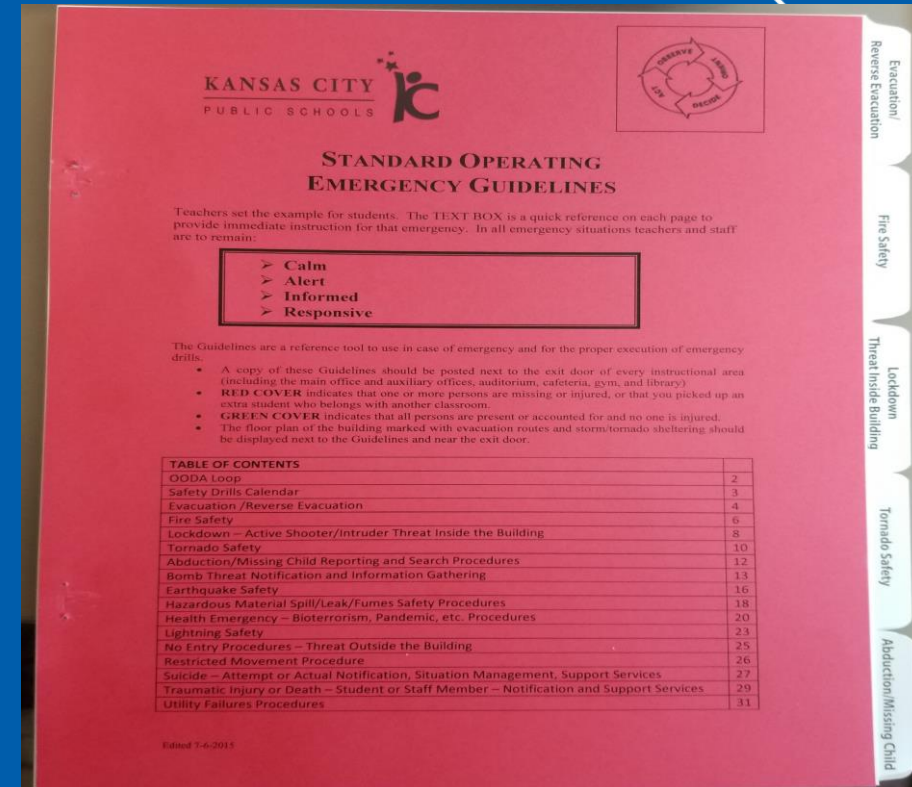 KANSAS CITY
PUBLIC SCHOOLS
KC
OBSERVE
ORIENT
DECIDE
ACT
STANDARD OPERATING
EMERGENCY GUIDELINES
Teachers set the example for students. The TEXT BOX is a quick reference on each page to
provide immediate instruction for that emergency. In all emergency situations teachers and staff
are to remain:
➢ Calm
➢ Alert
➢ Informed
➢ Responsive
The Guidelines are a reference tool to use in case of emergency and for the proper execution of emergency
drills.
• A copy of these Guidelines should be posted next to the exit door of every instructional area
(including the main office and auxiliary offices, auditorium, cafeteria, gym, and library)
• RED COVER indicates that one or more persons are missing or injured, or that you picked up an
extra student who belongs with another classroom.
• GREEN COVER indicates that all persons are present or accounted for and no one is injured.
• The floor plan of the building marked with evacuation routes and storm/tornado sheltering should
be displayed next to the Guidelines and near the exit door.
TABLE OF CONTENTS
OODA Loop 2
Safety Drills Calendar 3
Evacuation /Reverse Evacuation 4
Fire Safety 6
Lockdown – Active Shooter/Intruder Threat Inside the Building 8
Tornado Safety 10
Abduction/Missing Child Reporting and Search Procedures 12
Bomb Threat Notification and Information Gathering 13
Earthquake Safety 16
Hazardous Material Spill/Leak/Fumes Safety Procedures 18
Health Emergency – Bioterrorism, Pandemic, etc. Procedures 20
Lightning Safety 23
No Entry Procedures – Threat Outside the Building 25
Restricted Movement Procedure 26
Suicide – Attempt or Actual Notification, Situation Management, Support Services 27
Traumatic Injury or Death – Student or Staff Member – Notification and Support Services 29
Utility Failures Procedures 31
Edited 7-6-2015
Evacuation/
Reverse Evacuation
Fire Safety
Lockdown
Threat Inside Building
Tornado Safety
Abduction/Missing Child